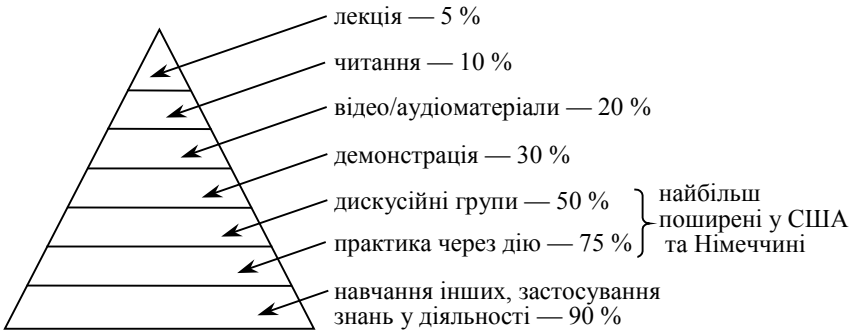 лекція — 5 %
читання — 10 %
відео/аудіоматеріали — 20 %
демонстрація — 30 %
дискусійні групи — 50 %
практика через дію — 75 %
найбільш
поширені у США
та Німеччині
навчання інших, застосування
знань у діяльності — 90 %